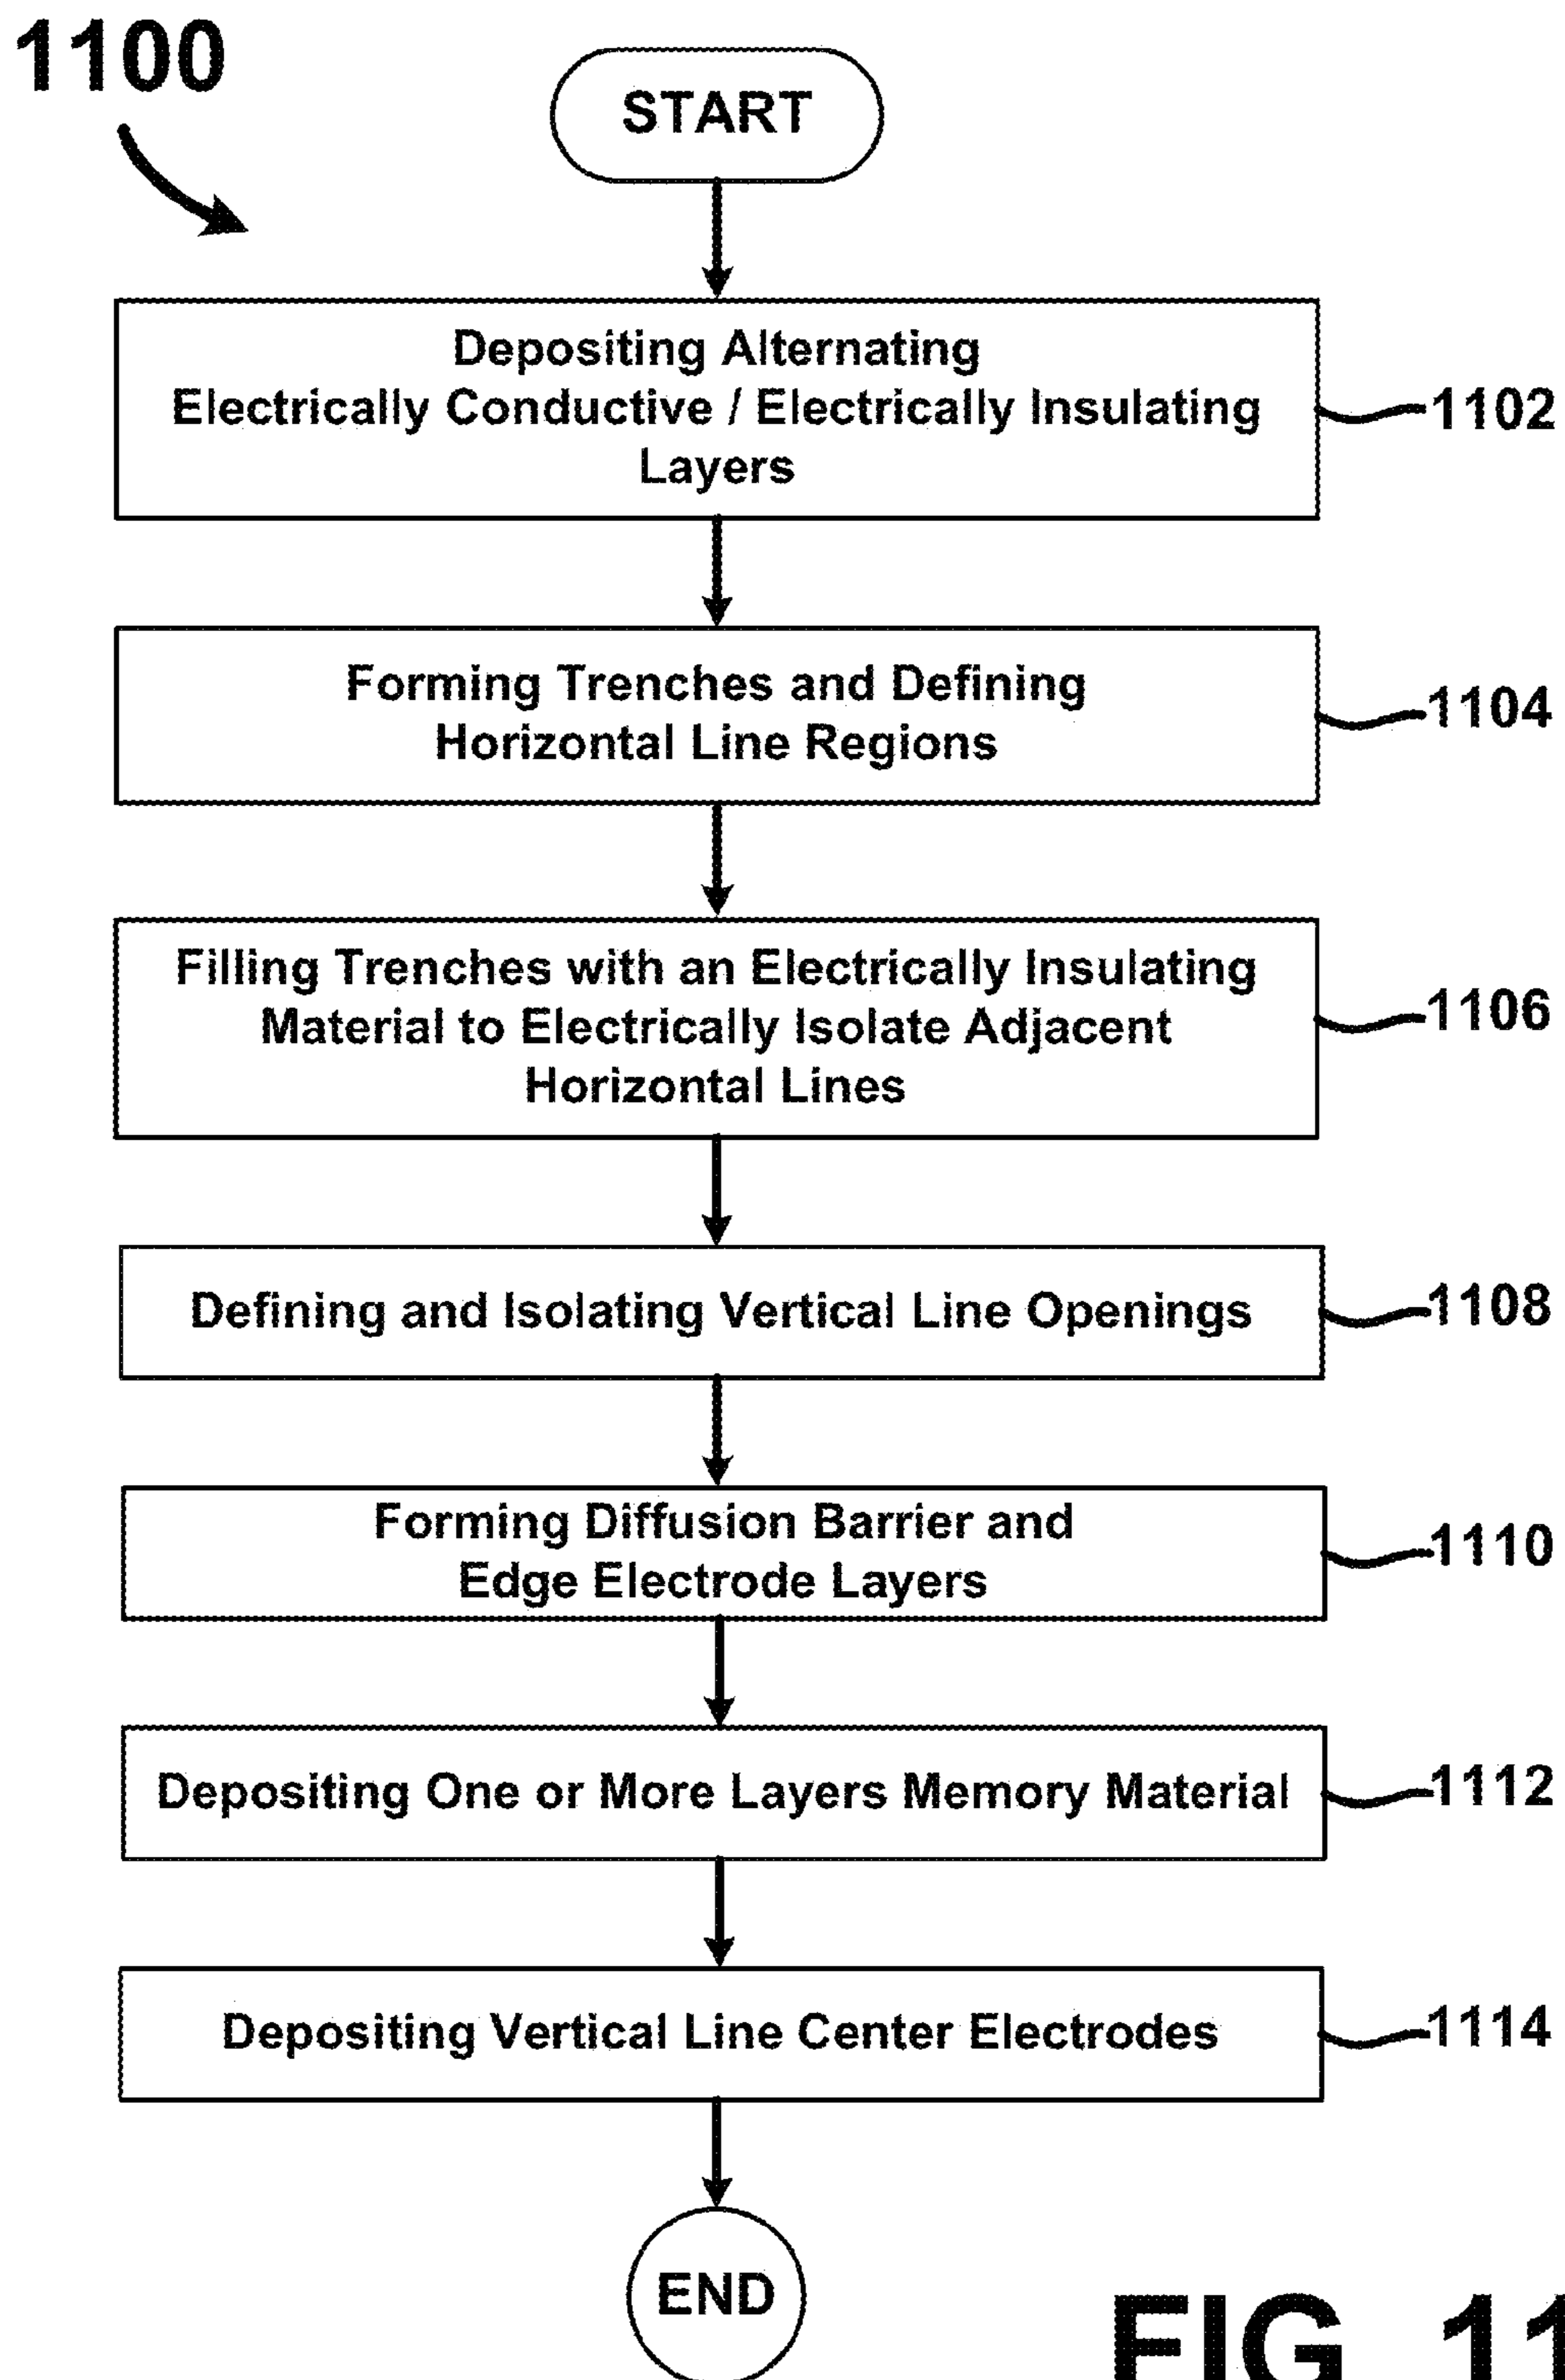 1100
START
Depositing Alternating
Electrically Conductive / Electrically Insulating
Layers
1102
Forming Trenches and Defining
Horizontal Line Regions
1104
Filling Trenches with an Electrically Insulating
Material to Electrically Isolate Adjacent
Horizontal Lines
1106
Defining and Isolating Vertical Line Openings
1108
Forming Diffusion Barrier and
Edge Electrode Layers
1110
Depositing One or More Layers Memory Material
1112
Depositing Vertical Line Center Electrodes
1114
END
FIG. 11